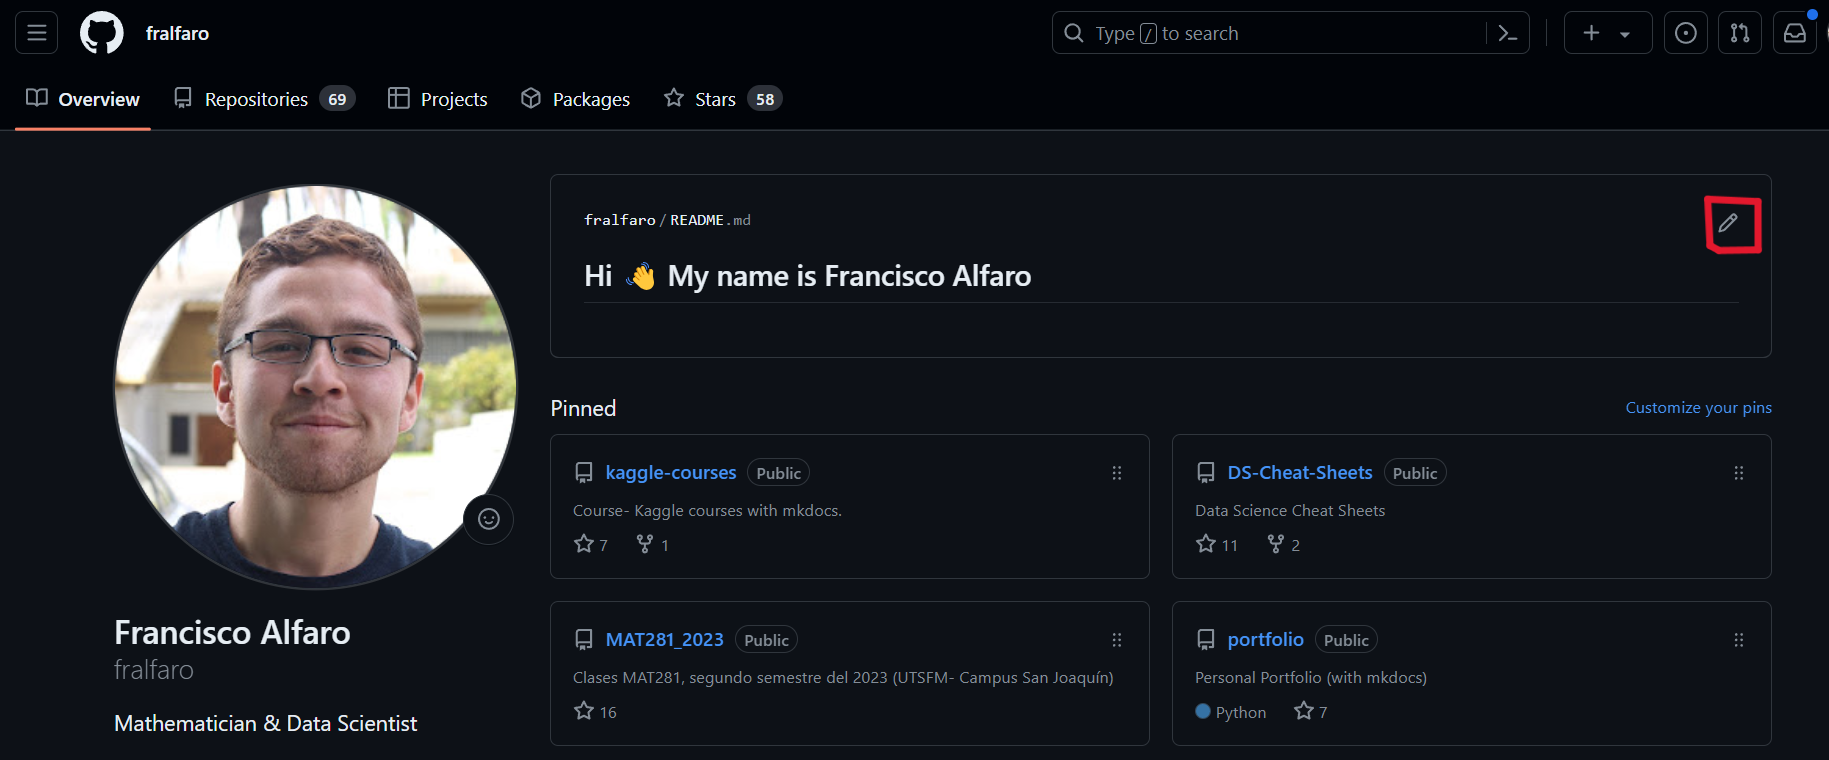 fralfaro
Type / to search
Overview
Repositories 69
Projects
Packages
Stars 58
fralfaro / README.md
Hi 👋 My name is Francisco Alfaro
Francisco Alfaro
fralfaro
Mathematician & Data Scientist
Pinned
Customize your pins
kaggle-courses Public
Course- Kaggle courses with mkdocs.
7 1
DS-Cheat-Sheets Public
Data Science Cheat Sheets
11 2
MAT281_2023 Public
Clases MAT281, segundo semestre del 2023 (UTSFM- Campus San Joaquín)
16
portfolio Public
Personal Portfolio (with mkdocs)
Python 7